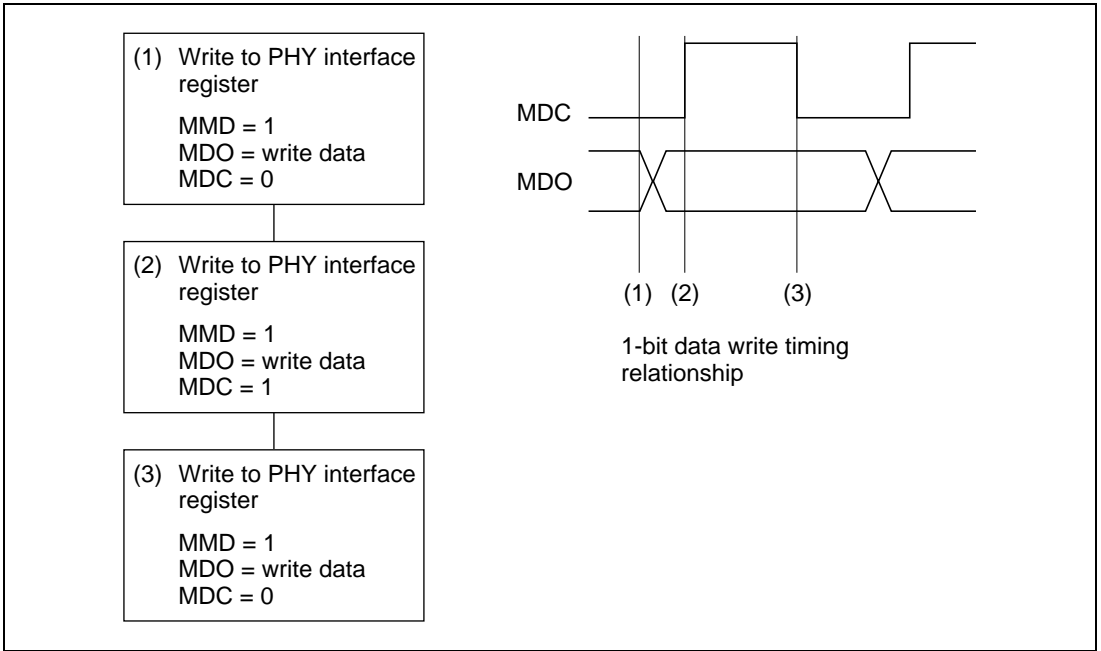 (1) Write to PHY interface
register
MMD = 1
MDO = write data
MDC = 0
(2) Write to PHY interface
register
MMD = 1
MDO = write data
MDC = 1
(3) Write to PHY interface
register
MMD = 1
MDO = write data
MDC = 0
MDC
MDO
(1) (2) (3)
1-bit data write timing
relationship